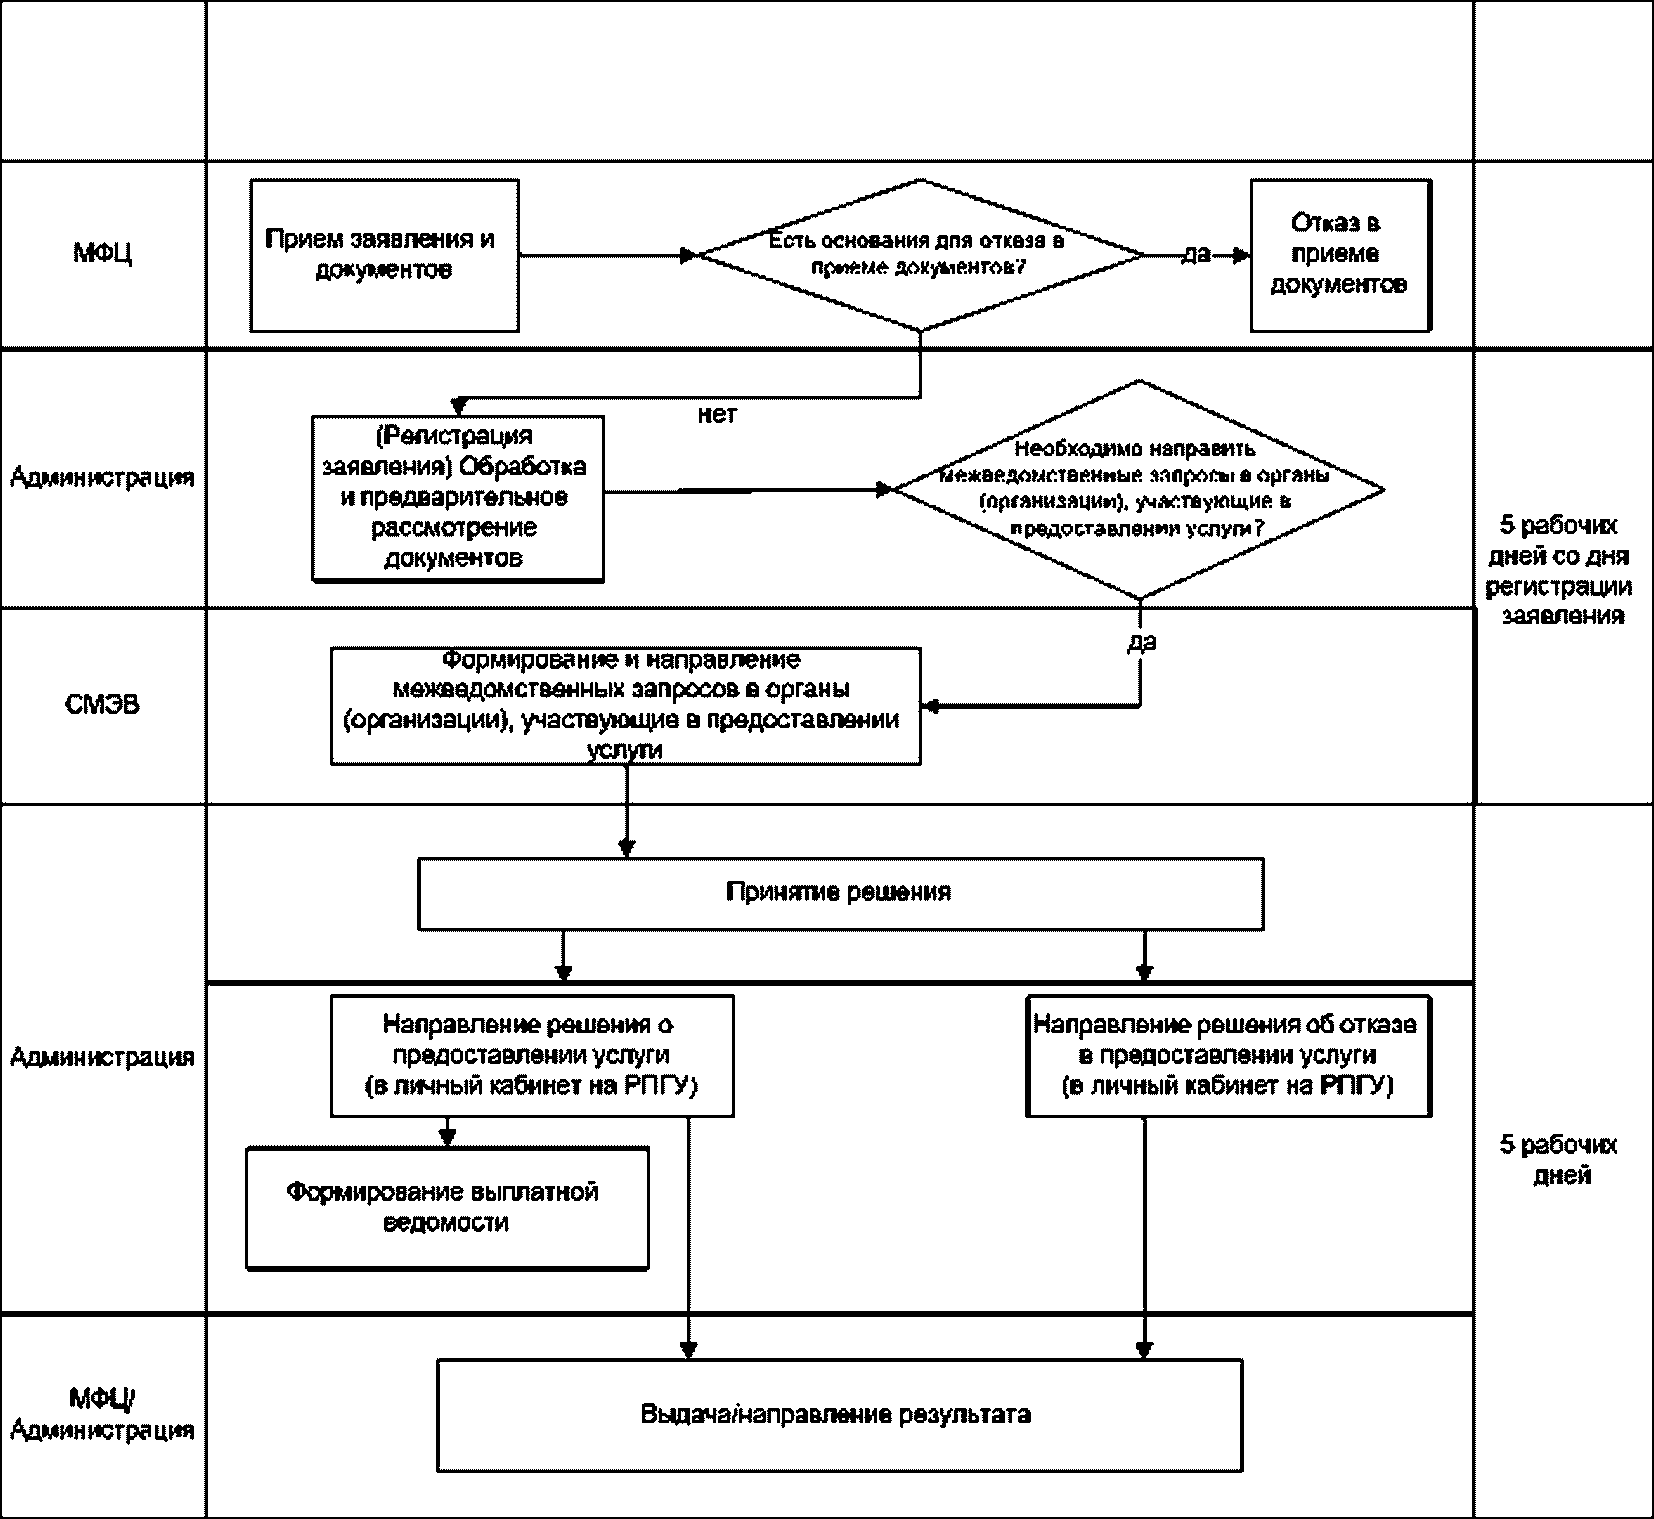 МФЦ
Прием заявления и
документов
Есть основания для отказа в
приеме документов?
да
Отказ в
приеме
документов
Администрация
нет
(Регистрация
заявления) Обработка
и предварительное
рассмотрение
документов
Необходимо направить
межведомственные запросы в органы
(организации), участвующие в
предоставлении услуги?
5 рабочих
дней со дня
регистрации
заявления
СМЭВ
да
Формирование и направление
межведомственных запросов в органы
(организации), участвующие в предоставлении
услуги
Принятие решения
Администрация
Направление решения о
предоставлении услуги
(в личный кабинет на РПГУ)
Направление решения об отказе
в предоставлении услуги
(в личный кабинет на РПГУ)
Формирование выплатной
ведомости
5 рабочих
дней
МФЦ/
Администрация
Выдача/направление результата